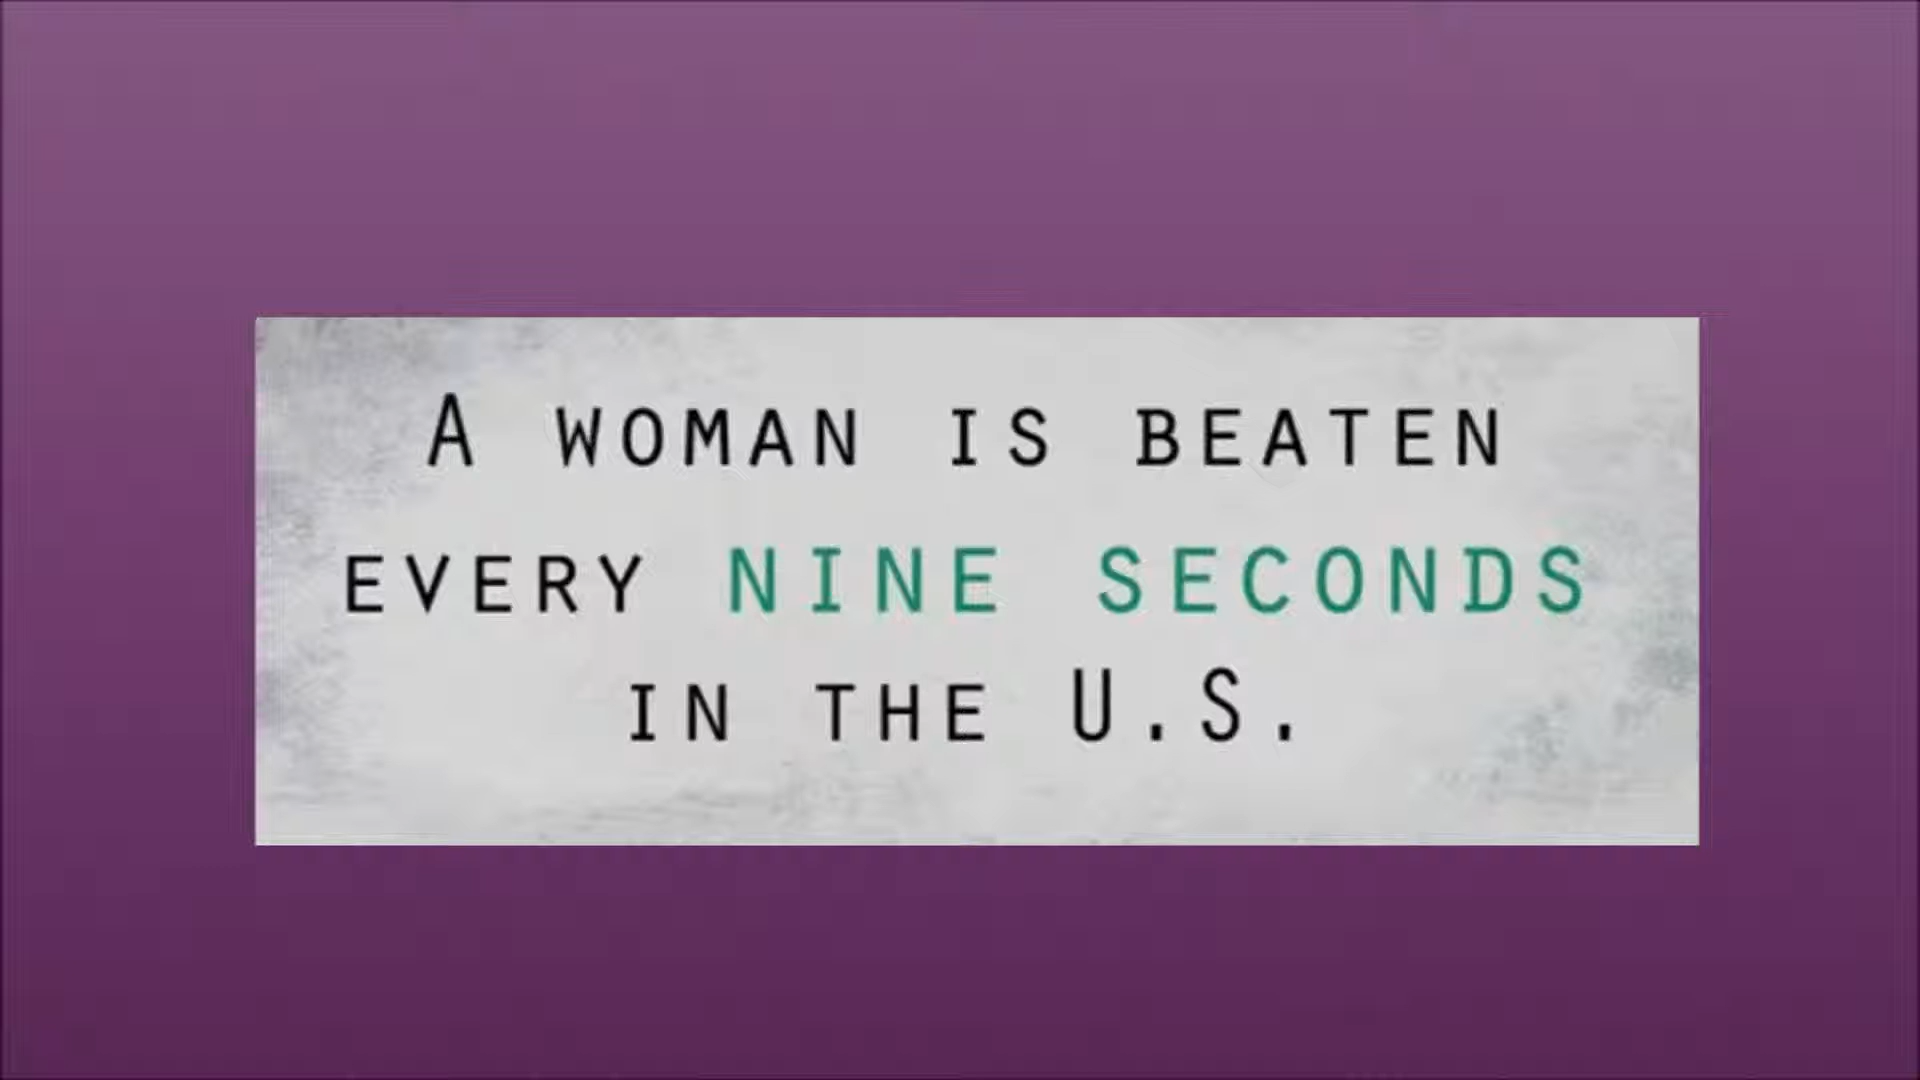 A WOMAN IS BEATEN
EVERY NINE SECONDS
IN THE U.S.